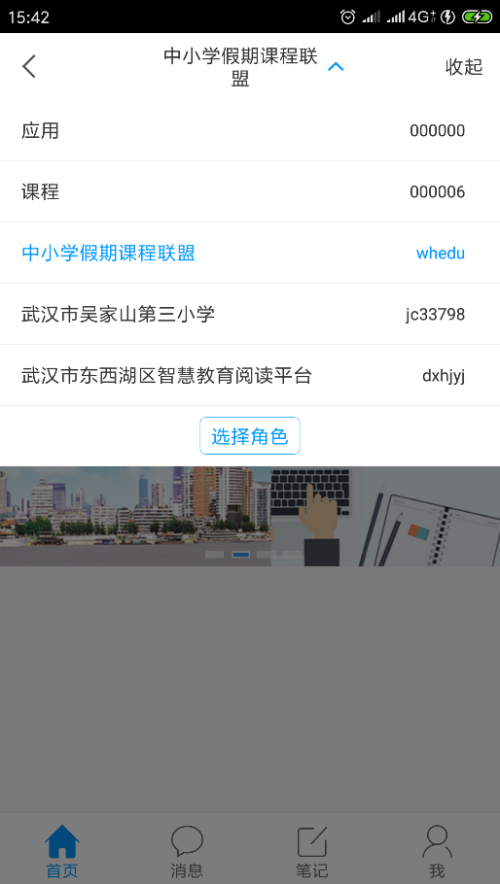 15:42
4G
中小学假期课程联
盟
收起
应用 000000
课程 000006
中小学假期课程联盟 whedu
武汉市吴家山第三小学 jc33798
武汉市东西湖区智慧教育阅读平台 dxhjyj
选择角色
首页 消息 笔记 我